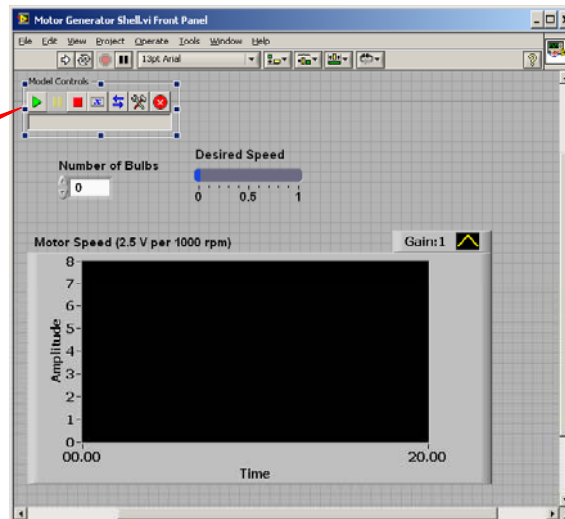 Motor Generator Shell.vi Front Panel
File Edit View Project Operate Tools Window Help
13pt Arial
Model Controls
Number of Bulbs
0
Desired Speed
0 0.5 1
Motor Speed (2.5 V per 1000 rpm)
Gain:1
8
7
6
5
4
3
2
1
0
Amplitude
00.00 20.00
Time